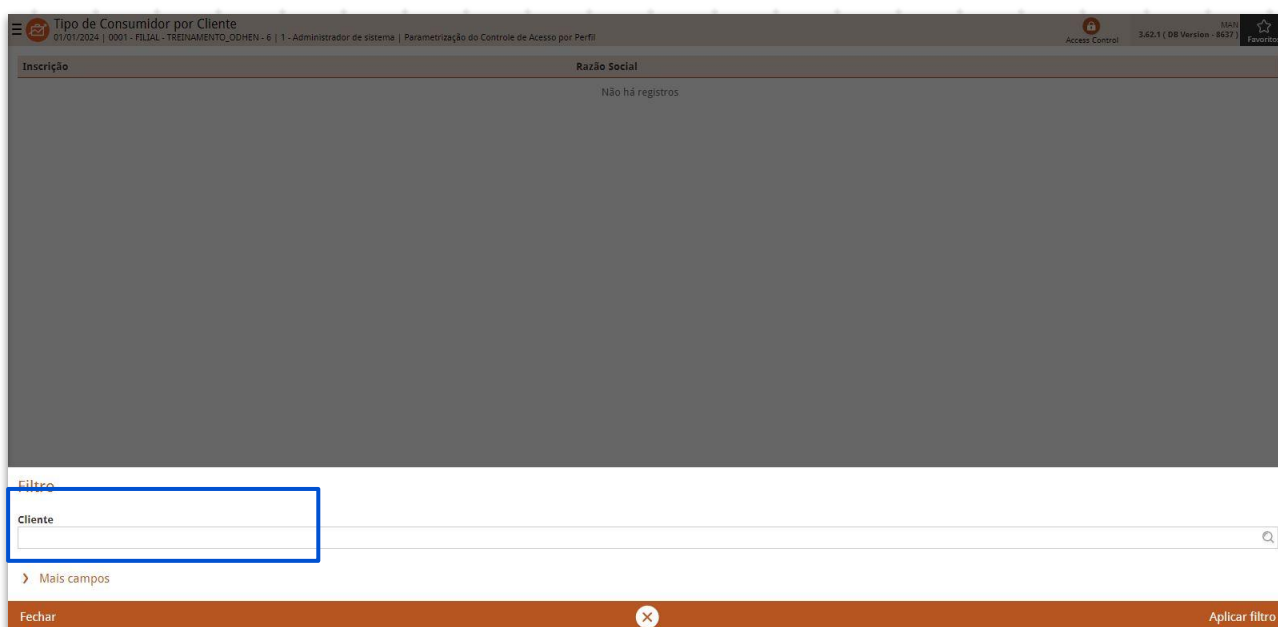 Tipo de Consumidor por Cliente
01/01/2024 | 0001 - FILIAL - TREINAMENTO_ODHEN - 6 | 1 - Administrador de sistema | Parametrização do Controle de Acesso por Perfil
Access Control
MAN
3.62.1 ( DB Version - 8637 )
Favoritos
Inscrição Razão Social
Não há registros
Filtro
Cliente
Mais campos
Fechar Aplicar filtro